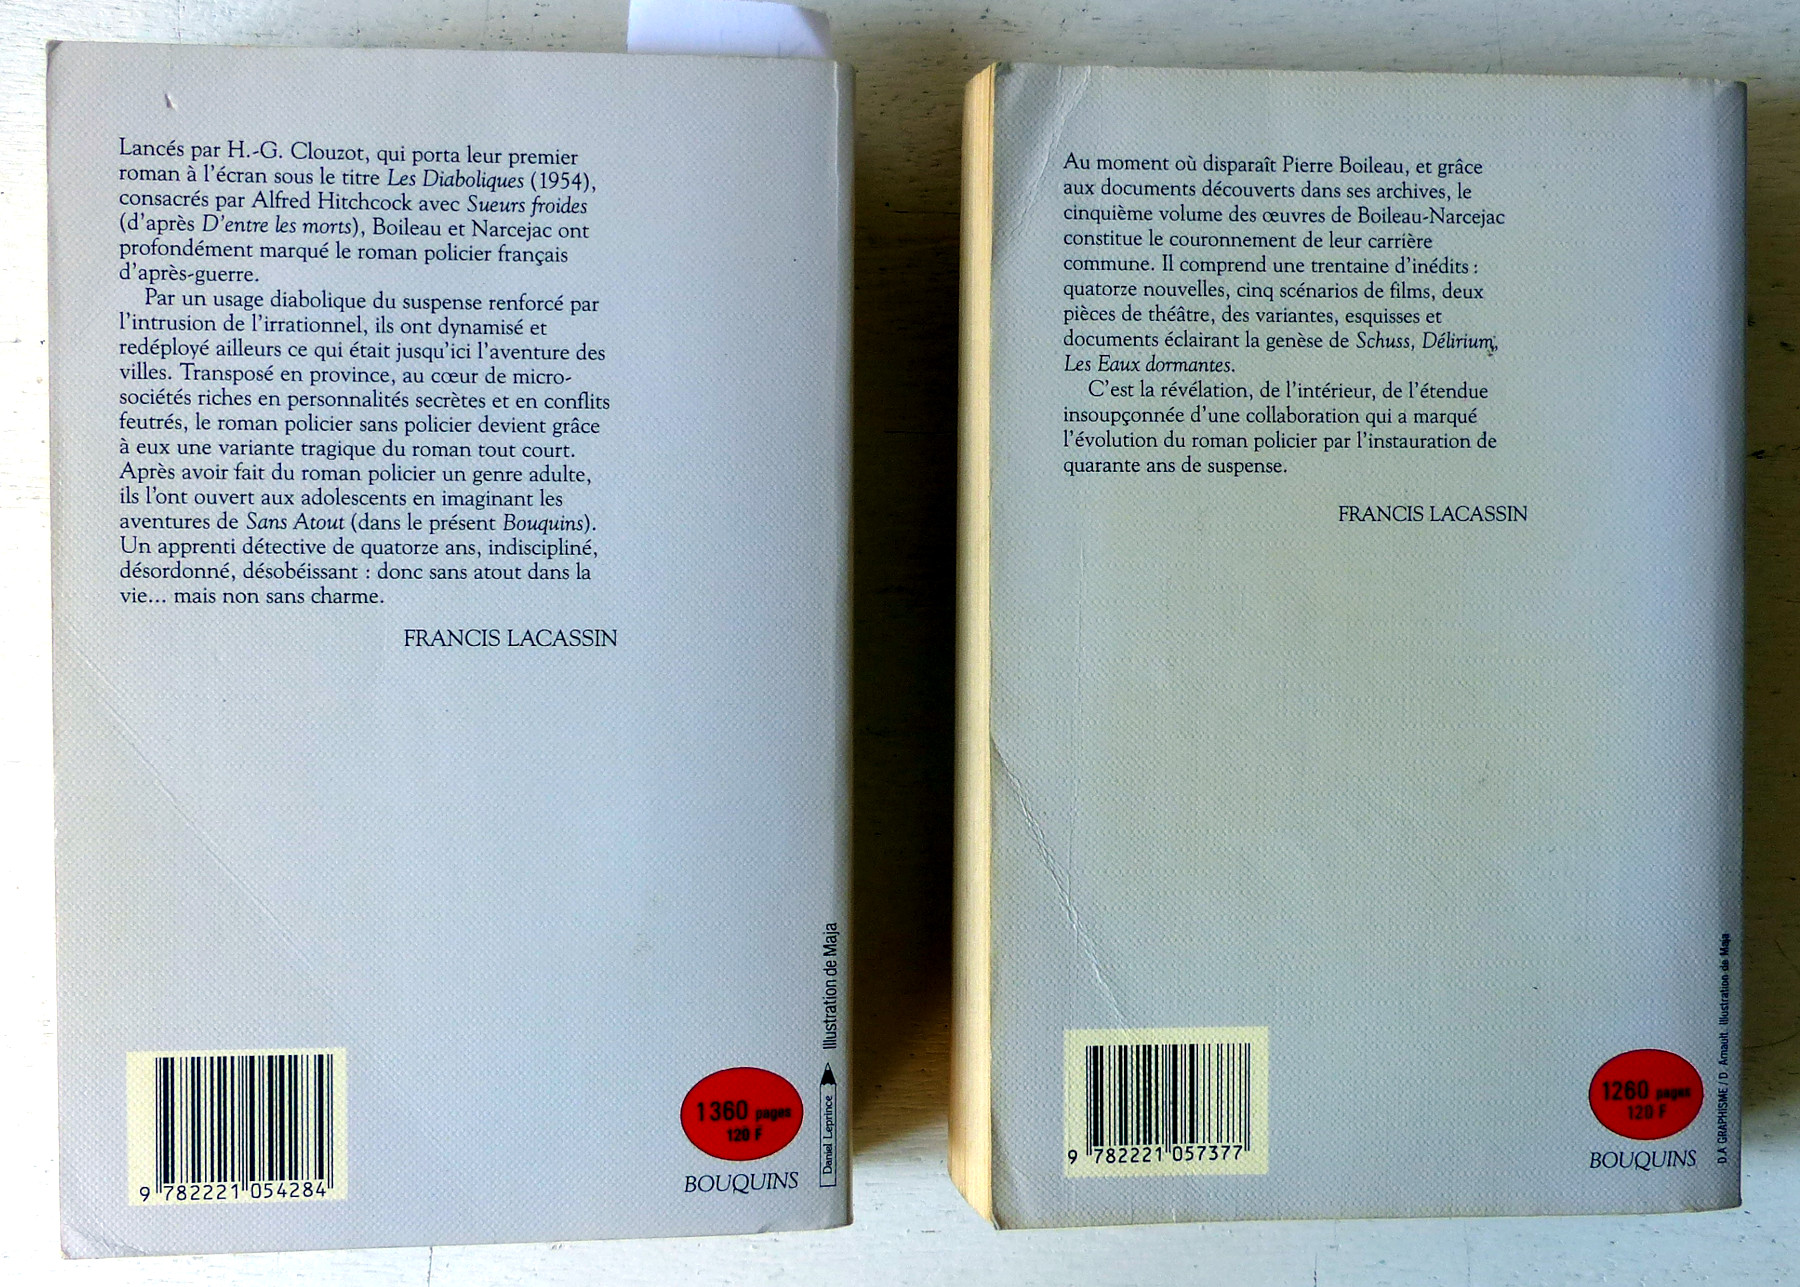 Lancés par H.-G. Clouzot, qui porta leur premier
roman à l'écran sous le titre Les Diaboliques (1954),
consacrés par Alfred Hitchcock avec Sueurs froides
(d'après D'entre les morts), Boileau et Narcejac ont
profondément marqué le roman policier français
d'après-guerre.
Par un usage diabolique du suspense renforcé par
l'intrusion de l'irrationnel, ils ont dynamisé et
redéployé ailleurs ce qui était jusqu'ici l'aventure des
villes. Transposé en province, au cœur de micro-
sociétés riches en personnalités secrètes et en conflits
feutrés, le roman policier sans policier devient grâce
à eux une variante tragique du roman tout court.
Après avoir fait du roman policier un genre adulte,
ils l'ont ouvert aux adolescents en imaginant les
aventures de Sans Atout (dans le présent Bouquins).
Un apprenti détective de quatorze ans, indiscipliné,
désordonné, désobéissant : donc sans atout dans la
vie... mais non sans charme.
FRANCIS LACASSIN
9 782221 054284
1360 pages
120 F
BOUQUINS
Daniel Leprince Illustration de Maja
Au moment où disparaît Pierre Boileau, et grâce
aux documents découverts dans ses archives, le
cinquième volume des œuvres de Boileau-Narcejac
constitue le couronnement de leur carrière
commune. Il comprend une trentaine d'inédits :
quatorze nouvelles, cinq scénarios de films, deux
pièces de théâtre, des variantes, esquisses et
documents éclairant la genèse de Schuss, Délirium,
Les Eaux dormantes.
C'est la révélation, de l'intérieur, de l'étendue
insoupçonnée d'une collaboration qui a marqué
l'évolution du roman policier par l'instauration de
quarante ans de suspense.
FRANCIS LACASSIN
9 782221 057377
1260 pages
120 F
BOUQUINS
D.A GRAPHISME / D. Arnault. Illustration de Maja